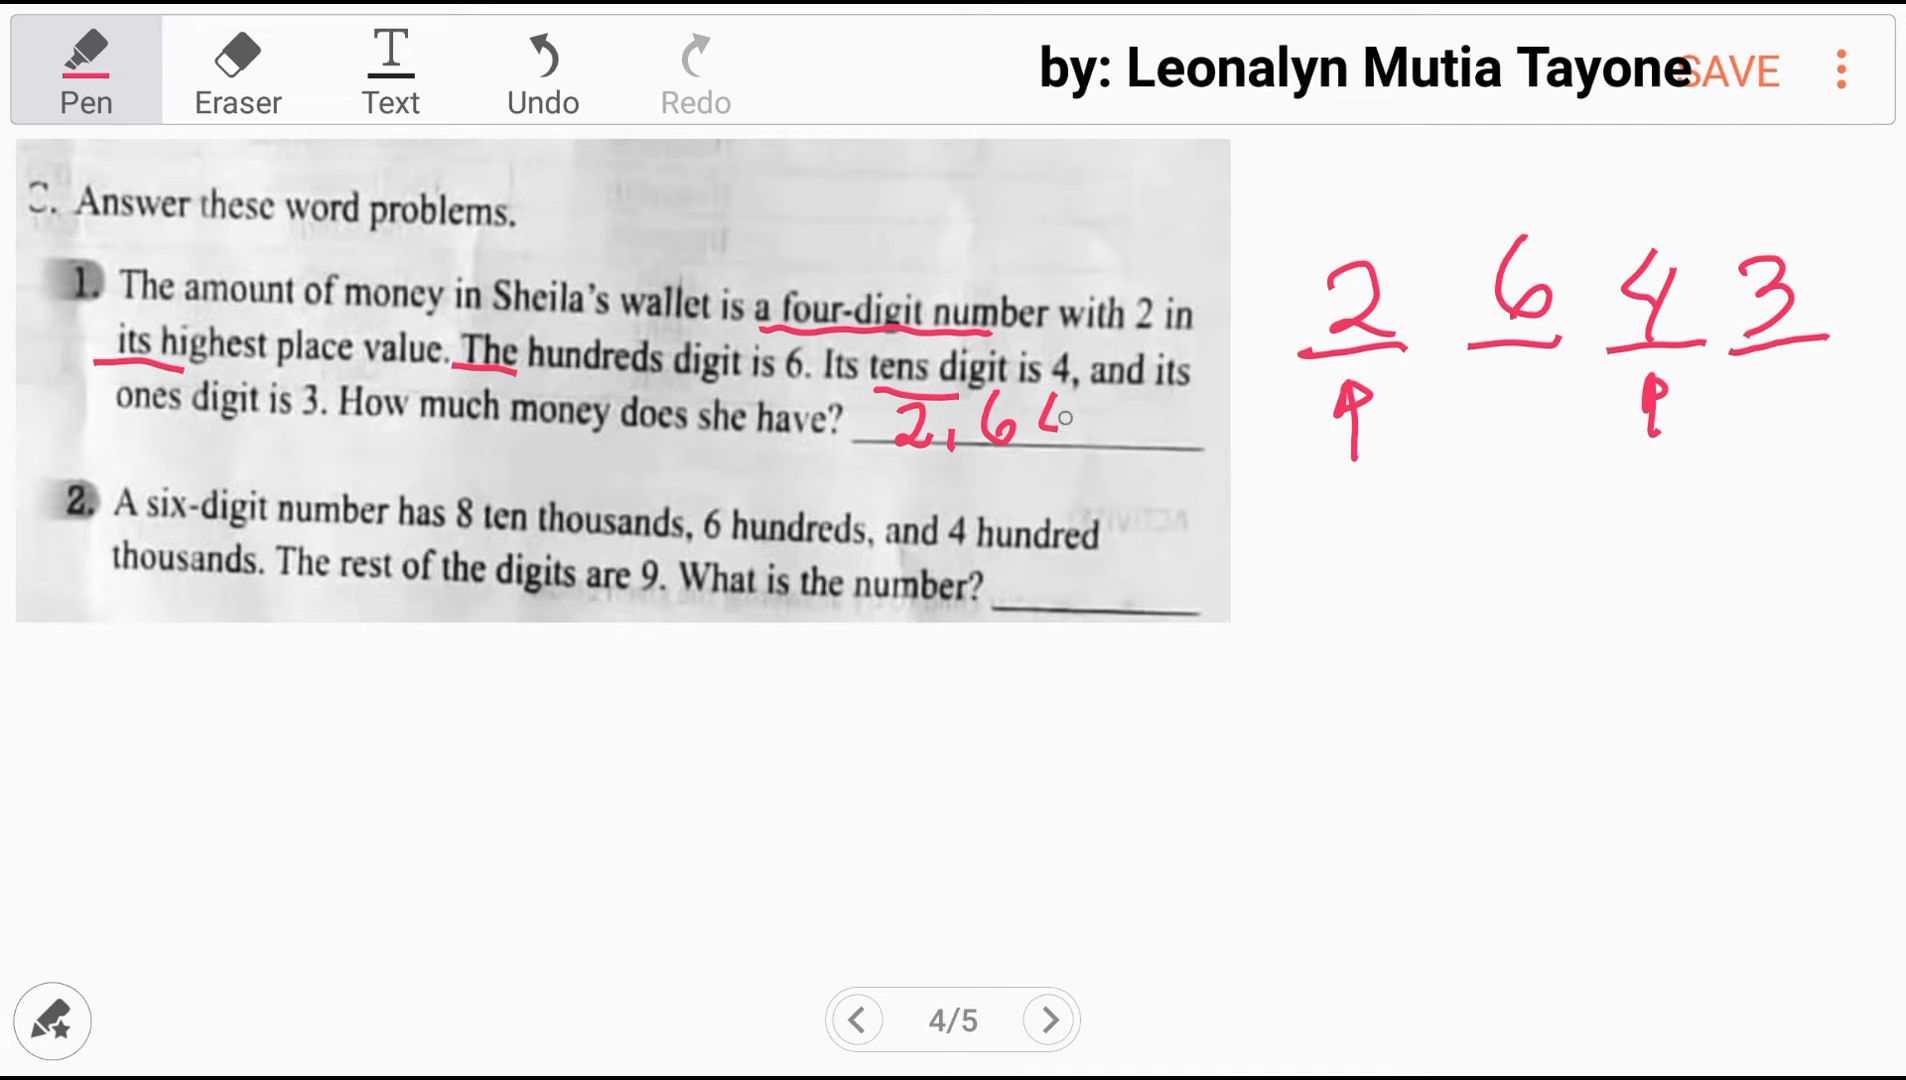 Pen
Eraser
Text
Undo
Redo
by: Leonalyn Mutia Tayone
SAVE
C. Answer these word problems.
1. The amount of money in Sheila's wallet is a four-digit number with 2 in
its highest place value. The hundreds digit is 6. Its tens digit is 4, and its
ones digit is 3. How much money does she have? 2,6
2. A six-digit number has 8 ten thousands, 6 hundreds, and 4 hundred
thousands. The rest of the digits are 9. What is the number?
2 6 4 3
4/5